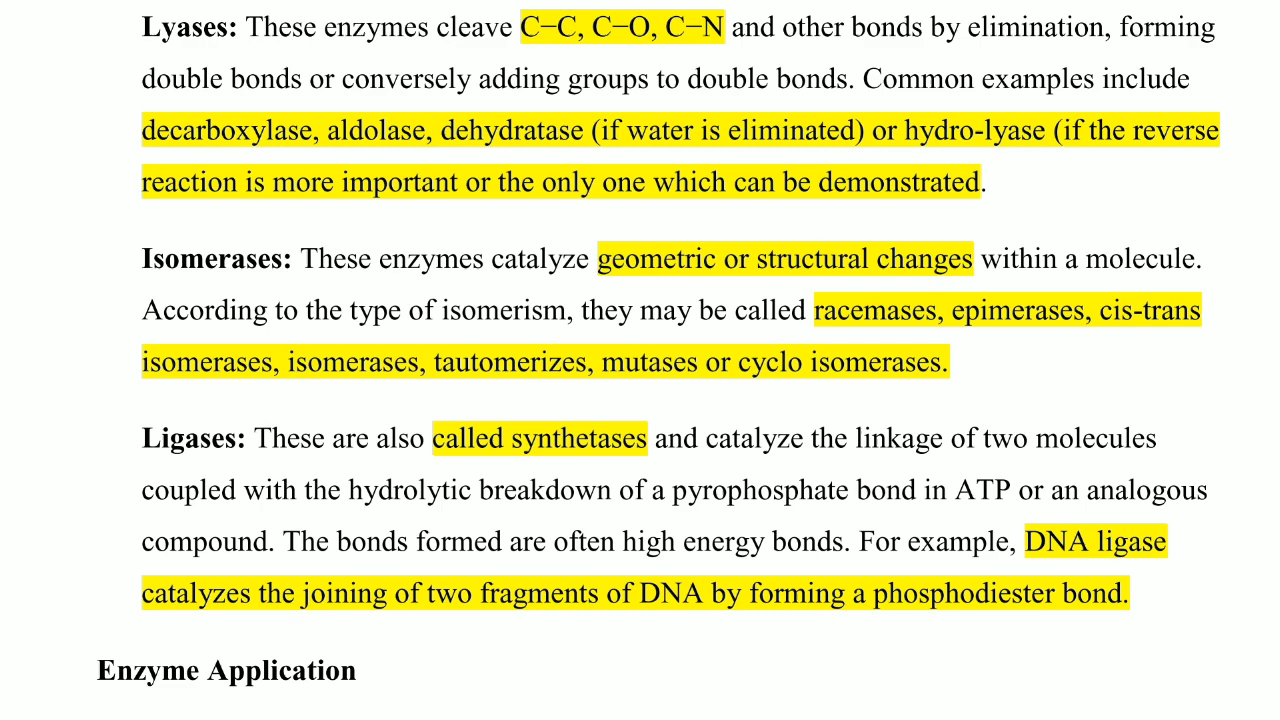 Lyases: These enzymes cleave C−C, C−O, C−N and other bonds by elimination, forming
double bonds or conversely adding groups to double bonds. Common examples include
decarboxylase, aldolase, dehydratase (if water is eliminated) or hydro-lyase (if the reverse
reaction is more important or the only one which can be demonstrated.
Isomerases: These enzymes catalyze geometric or structural changes within a molecule.
According to the type of isomerism, they may be called racemases, epimerases, cis-trans
isomerases, isomerases, tautomerizes, mutases or cyclo isomerases.
Ligases: These are also called synthetases and catalyze the linkage of two molecules
coupled with the hydrolytic breakdown of a pyrophosphate bond in ATP or an analogous
compound. The bonds formed are often high energy bonds. For example, DNA ligase
catalyzes the joining of two fragments of DNA by forming a phosphodiester bond.
Enzyme Application